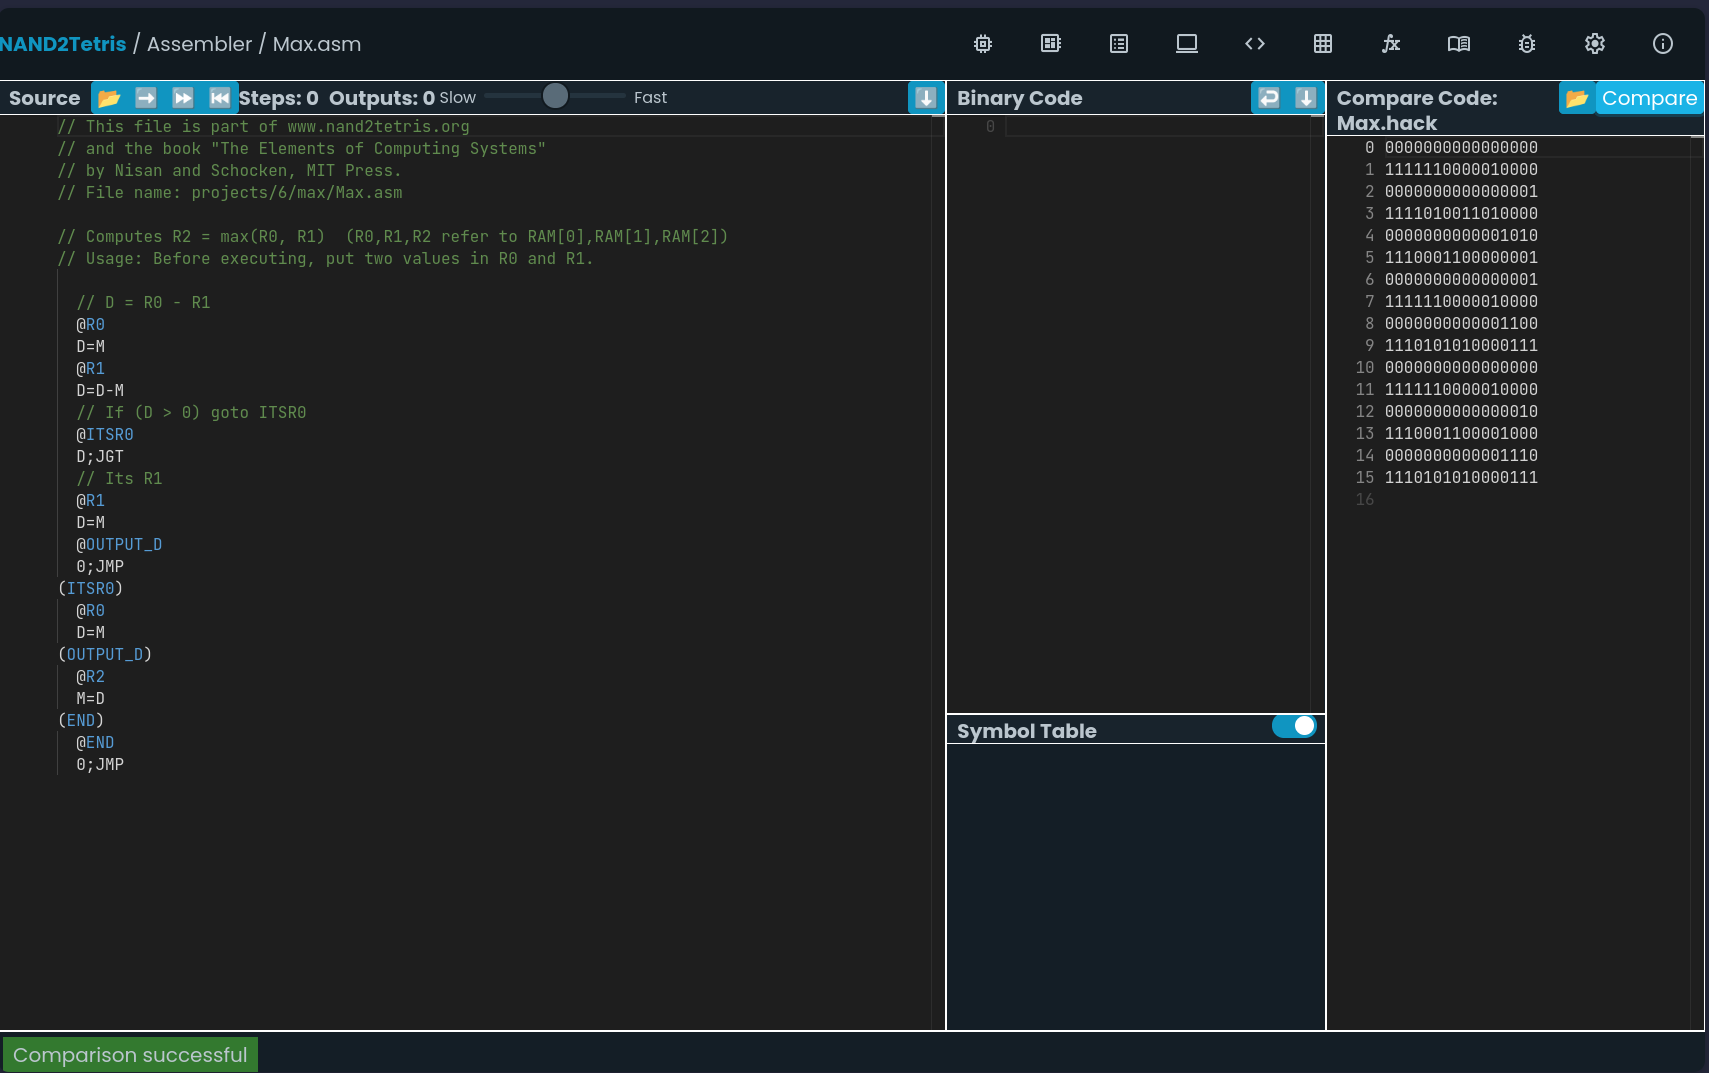 NAND2Tetris / Assembler / Max.asm
Source Steps: 0 Outputs: 0 Slow Fast
// This file is part of www.nand2tetris.org
// and the book "The Elements of Computing Systems"
// by Nisan and Schocken, MIT Press.
// File name: projects/6/max/Max.asm
// Computes R2 = max(R0, R1)  (R0,R1,R2 refer to RAM[0],RAM[1],RAM[2])
// Usage: Before executing, put two values in R0 and R1.
// D = R0 - R1
@R0
D=M
@R1
D=D-M
// If (D > 0) goto ITSR0
@ITSR0
D;JGT
// Its R1
@R1
D=M
@OUTPUT_D
0;JMP
(ITSR0)
@R0
D=M
(OUTPUT_D)
@R2
M=D
(END)
@END
0;JMP
Binary Code
0
Symbol Table
Compare Code: Compare
Max.hack
0 0000000000000000
1 1111110000010000
2 0000000000000001
3 1111010011010000
4 0000000000001010
5 1110001100000001
6 0000000000000001
7 1111110000010000
8 0000000000001100
9 1110101010000111
10 0000000000000000
11 1111110000010000
12 0000000000000010
13 1110001100001000
14 0000000000001110
15 1110101010000111
16
Comparison successful